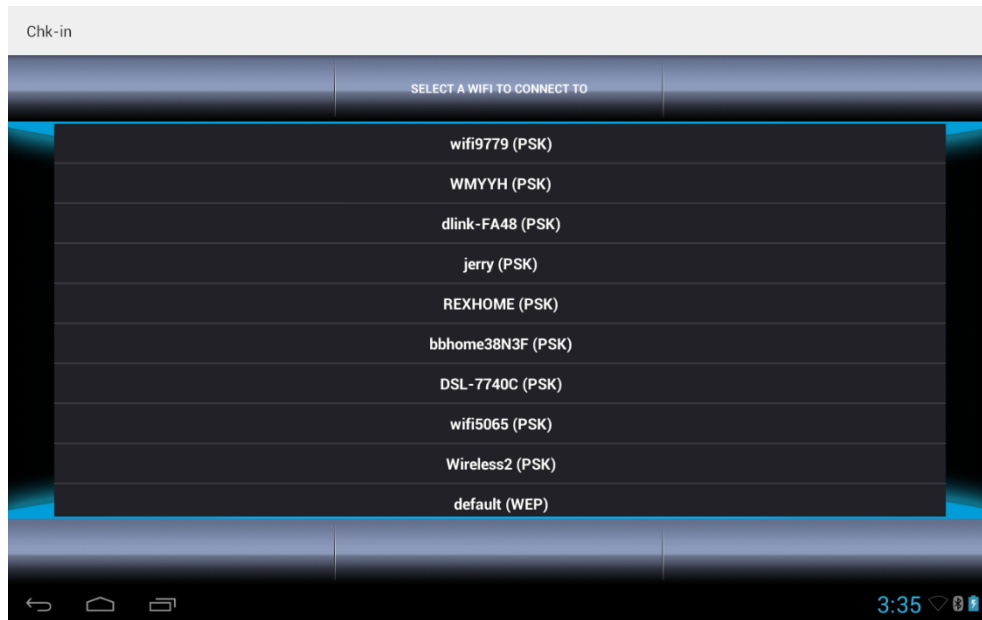 Chk-in
SELECT A WIFI TO CONNECT TO
wifi9779 (PSK)
WMYYH (PSK)
dlink-FA48 (PSK)
jerry (PSK)
REXHOME (PSK)
bbhome38N3F (PSK)
DSL-7740C (PSK)
wifi5065 (PSK)
Wireless2 (PSK)
default (WEP)
3:35